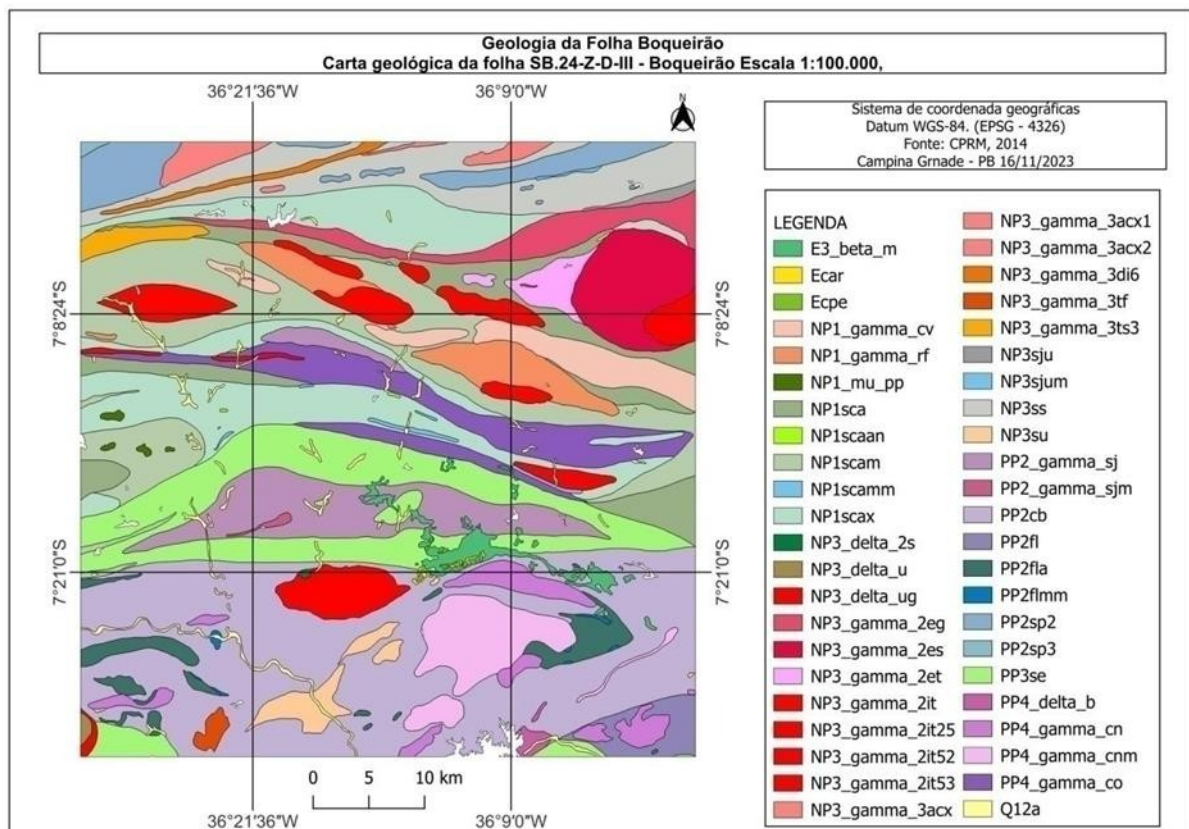 Geologia da Folha Boqueirão
Carta geológica da folha SB.24-Z-D-III - Boqueirão Escala 1:100.000,
36°21'36"W
36°9'0"W
N
Sistema de coordenada geográficas
Datum WGS-84. (EPSG - 4326)
Fonte: CPRM, 2014
Campina Grnade - PB 16/11/2023
7°8'24"S
7°8'24"S
7°21'0"S
7°21'0"S
0 5 10 km
36°21'36"W
36°9'0"W
LEGENDA
E3_beta_m
Ecar
Ecpe
NP1_gamma_cv
NP1_gamma_rf
NP1_mu_pp
NP1sca
NP1scaan
NP1scam
NP1scamm
NP1scax
NP3_delta_2s
NP3_delta_u
NP3_delta_ug
NP3_gamma_2eg
NP3_gamma_2es
NP3_gamma_2et
NP3_gamma_2it
NP3_gamma_2it25
NP3_gamma_2it52
NP3_gamma_2it53
NP3_gamma_3acx
NP3_gamma_3acx1
NP3_gamma_3acx2
NP3_gamma_3di6
NP3_gamma_3tf
NP3_gamma_3ts3
NP3sju
NP3sjum
NP3ss
NP3su
PP2_gamma_sj
PP2_gamma_sjm
PP2cb
PP2fl
PP2fla
PP2flmm
PP2sp2
PP2sp3
PP3se
PP4_delta_b
PP4_gamma_cn
PP4_gamma_cnm
PP4_gamma_co
Q12a